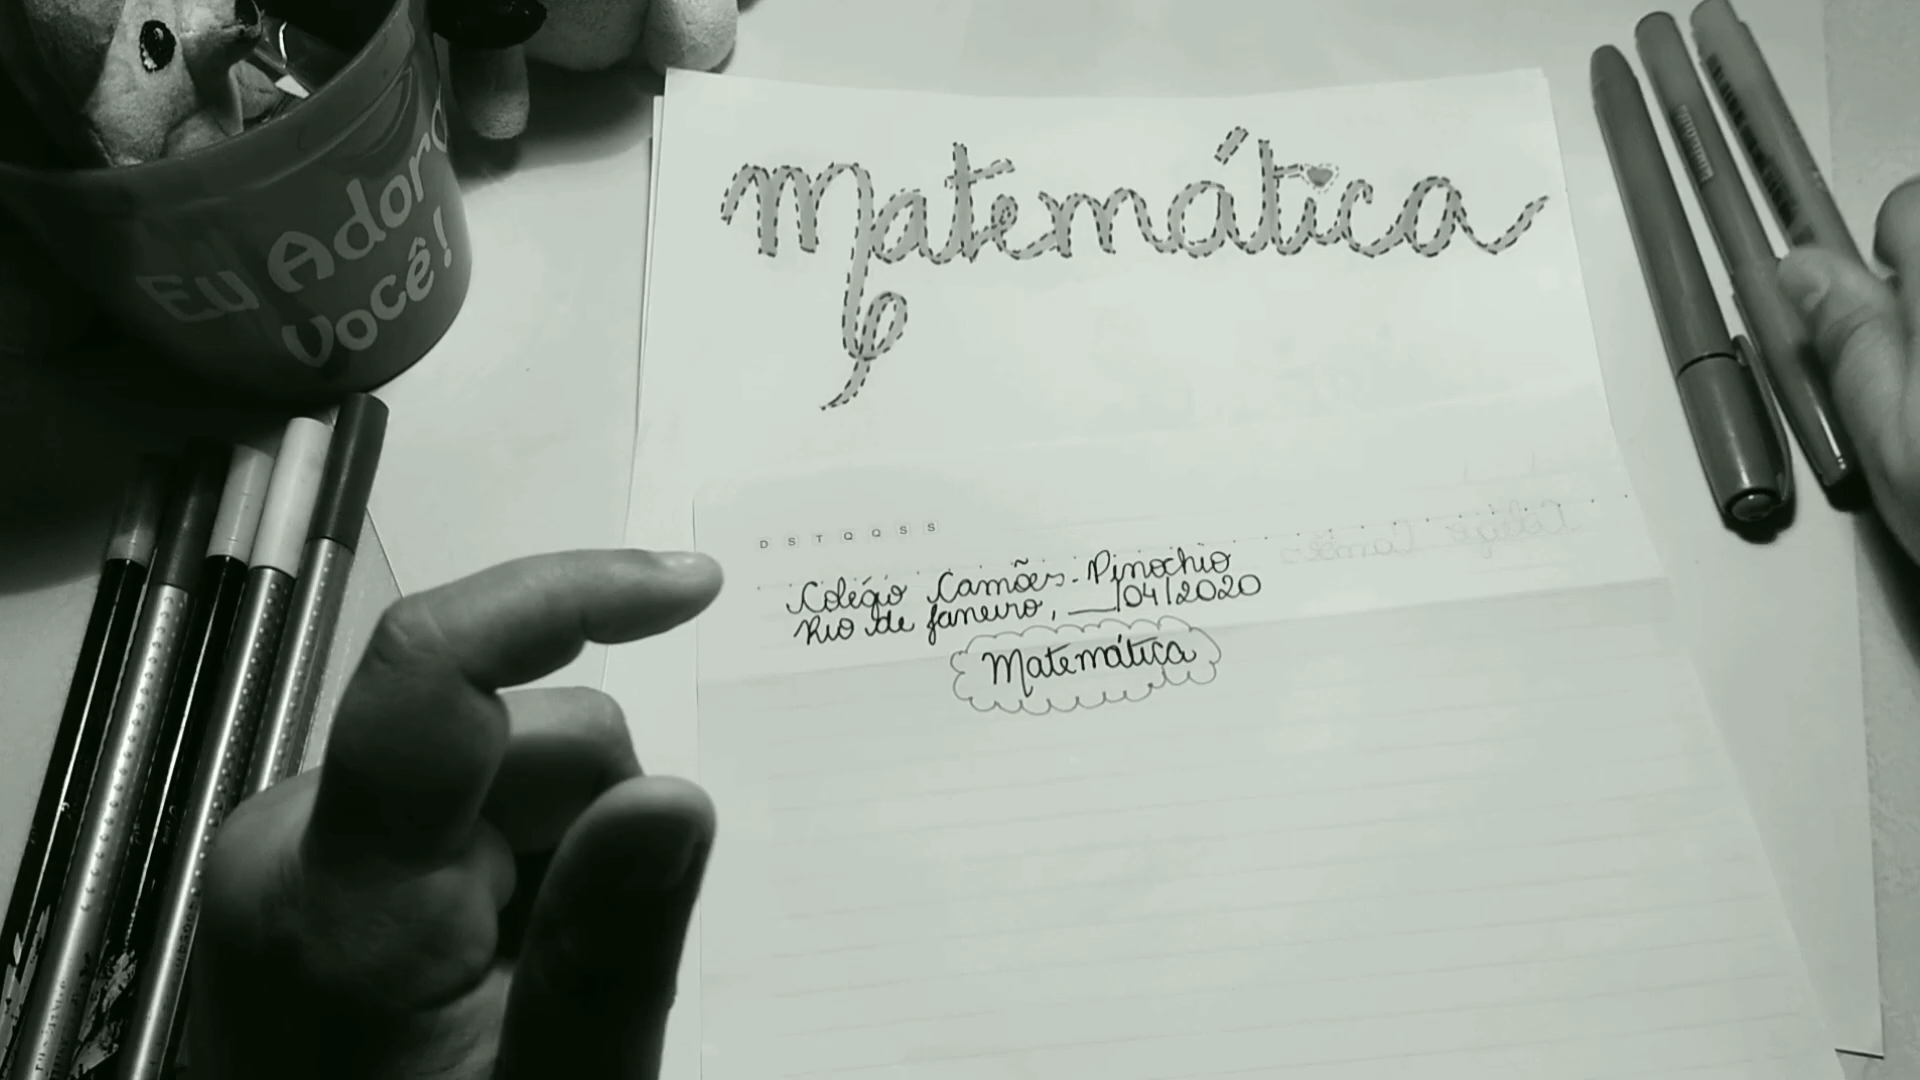 Eu Adoro
Você!
Matemática
D S T Q Q S S
Colégio Camões-Pinochio
Rio de Janeiro, __/04/2020
Matemática